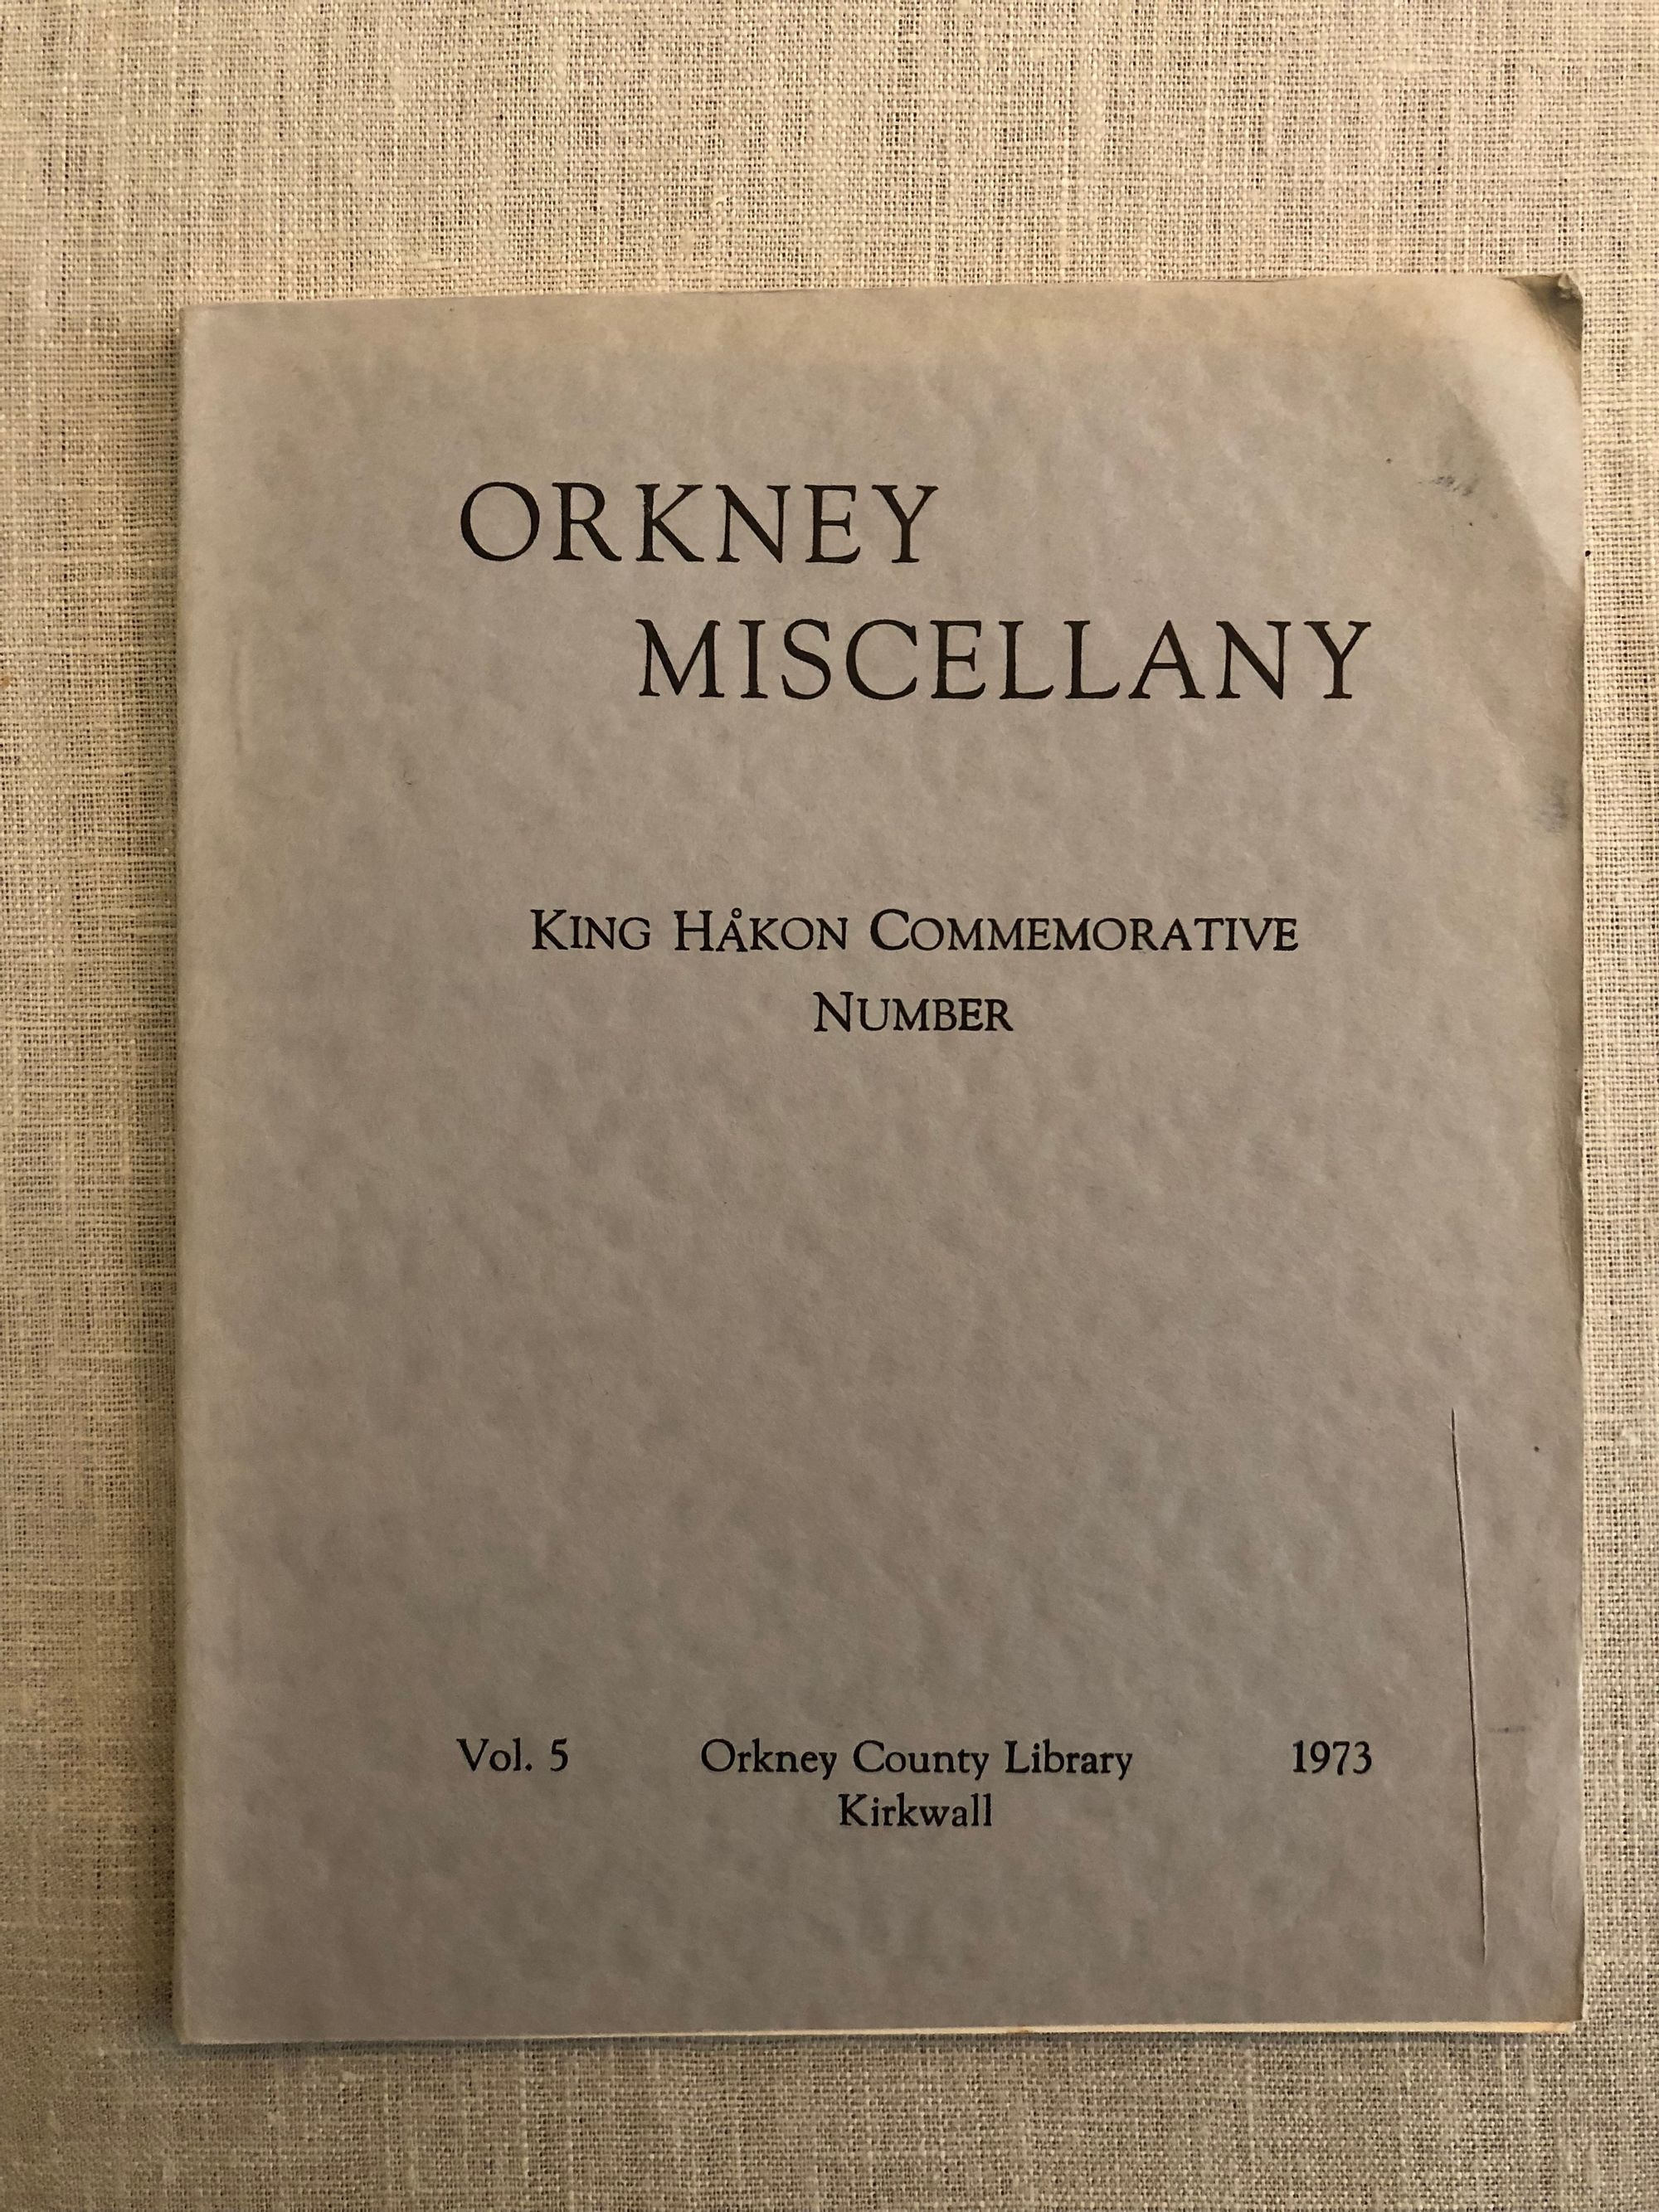 ORKNEY
MISCELLANY
KING HÅKON COMMEMORATIVE
NUMBER
Vol. 5 Orkney County Library 1973
Kirkwall